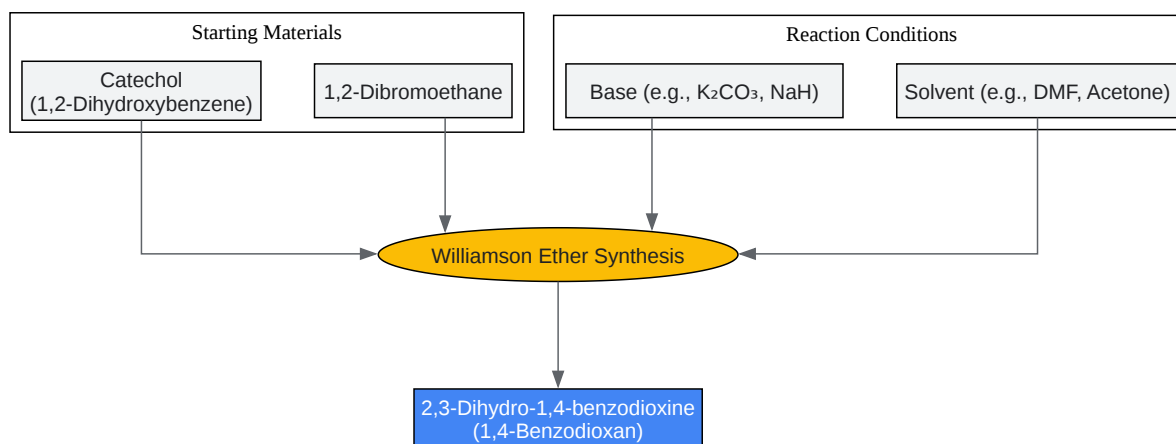 Starting Materials
Catechol
(1,2-Dihydroxybenzene)
1,2-Dibromoethane
Reaction Conditions
Base (e.g., K₂CO₃, NaH)
Solvent (e.g., DMF, Acetone)
Williamson Ether Synthesis
2,3-Dihydro-1,4-benzodioxine
(1,4-Benzodioxan)